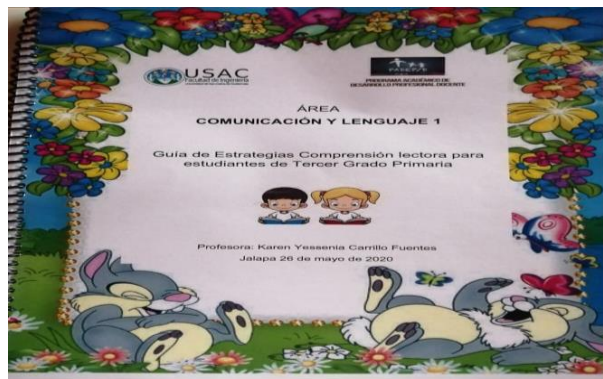 USAC
Facultad de Ingeniería
PROGRAMA ACADÉMICO DE
DESARROLLO PROFESIONAL DOCENTE
ÁREA
COMUNICACIÓN Y LENGUAJE 1
Guía de Estrategias Comprensión lectora para
estudiantes de Tercer Grado Primaria
Profesora: Karen Yessenia Carrillo Fuentes
Jalapa 26 de mayo de 2020